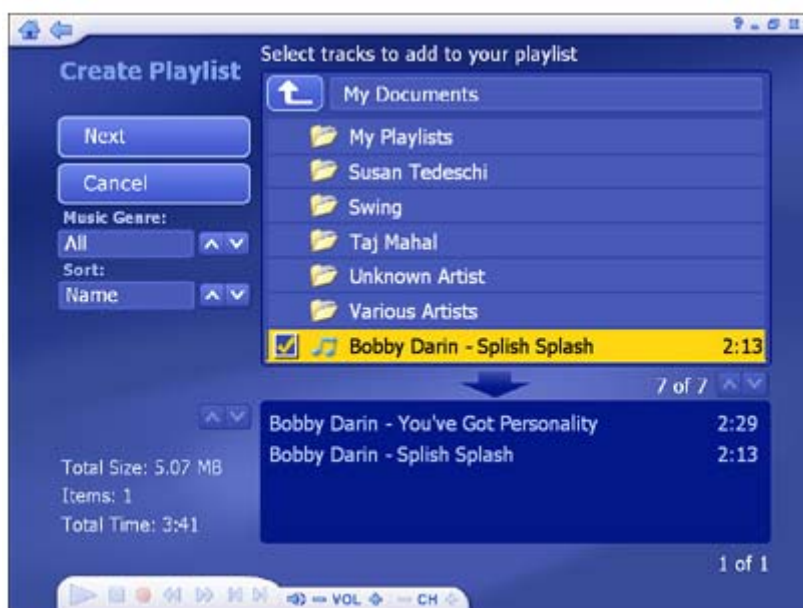 Create Playlist
Select tracks to add to your playlist
My Documents
Next
Cancel
Music Genre:
All
Sort:
Name
My Playlists
Susan Tedeschi
Swing
Taj Mahal
Unknown Artist
Various Artists
Bobby Darin - Splish Splash 2:13
7 of 7
Bobby Darin - You've Got Personality 2:29
Bobby Darin - Splish Splash 2:13
Total Size: 5.07 MB
Items: 1
Total Time: 3:41
1 of 1
VOL CH